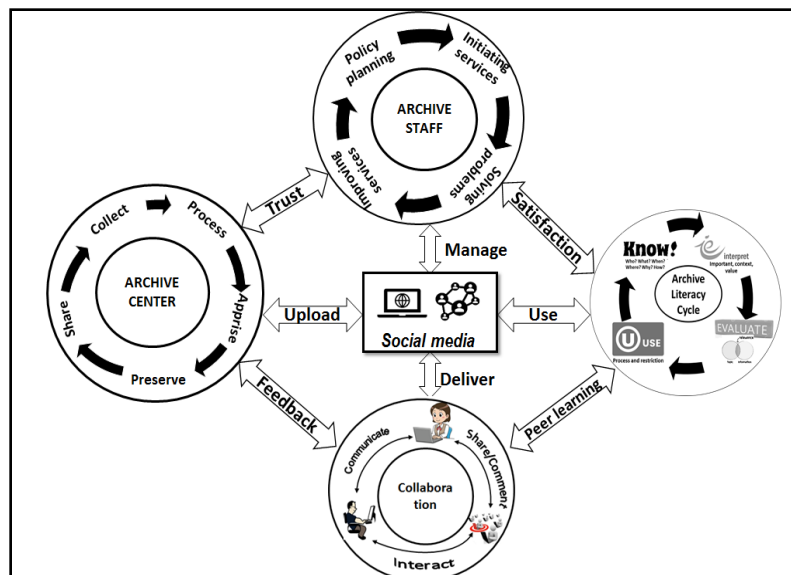 Policy
planning
Initiating
services
ARCHIVE
STAFF
Improving
services
Solving
problems
Trust
Satisfaction
Manage
Collect
Process
ARCHIVE
CENTER
Share
Apprise
Preserve
Upload
Social media
Use
Know!
Who? What? When?
Where? Why? How?
interpret
Important, context,
value
Archive
Literacy
Cycle
U USE
Process and restriction
EVALUATE
Deliver
Feedback
Peer learning
Communicate
Share/Comment
Collabora
tion
Interact